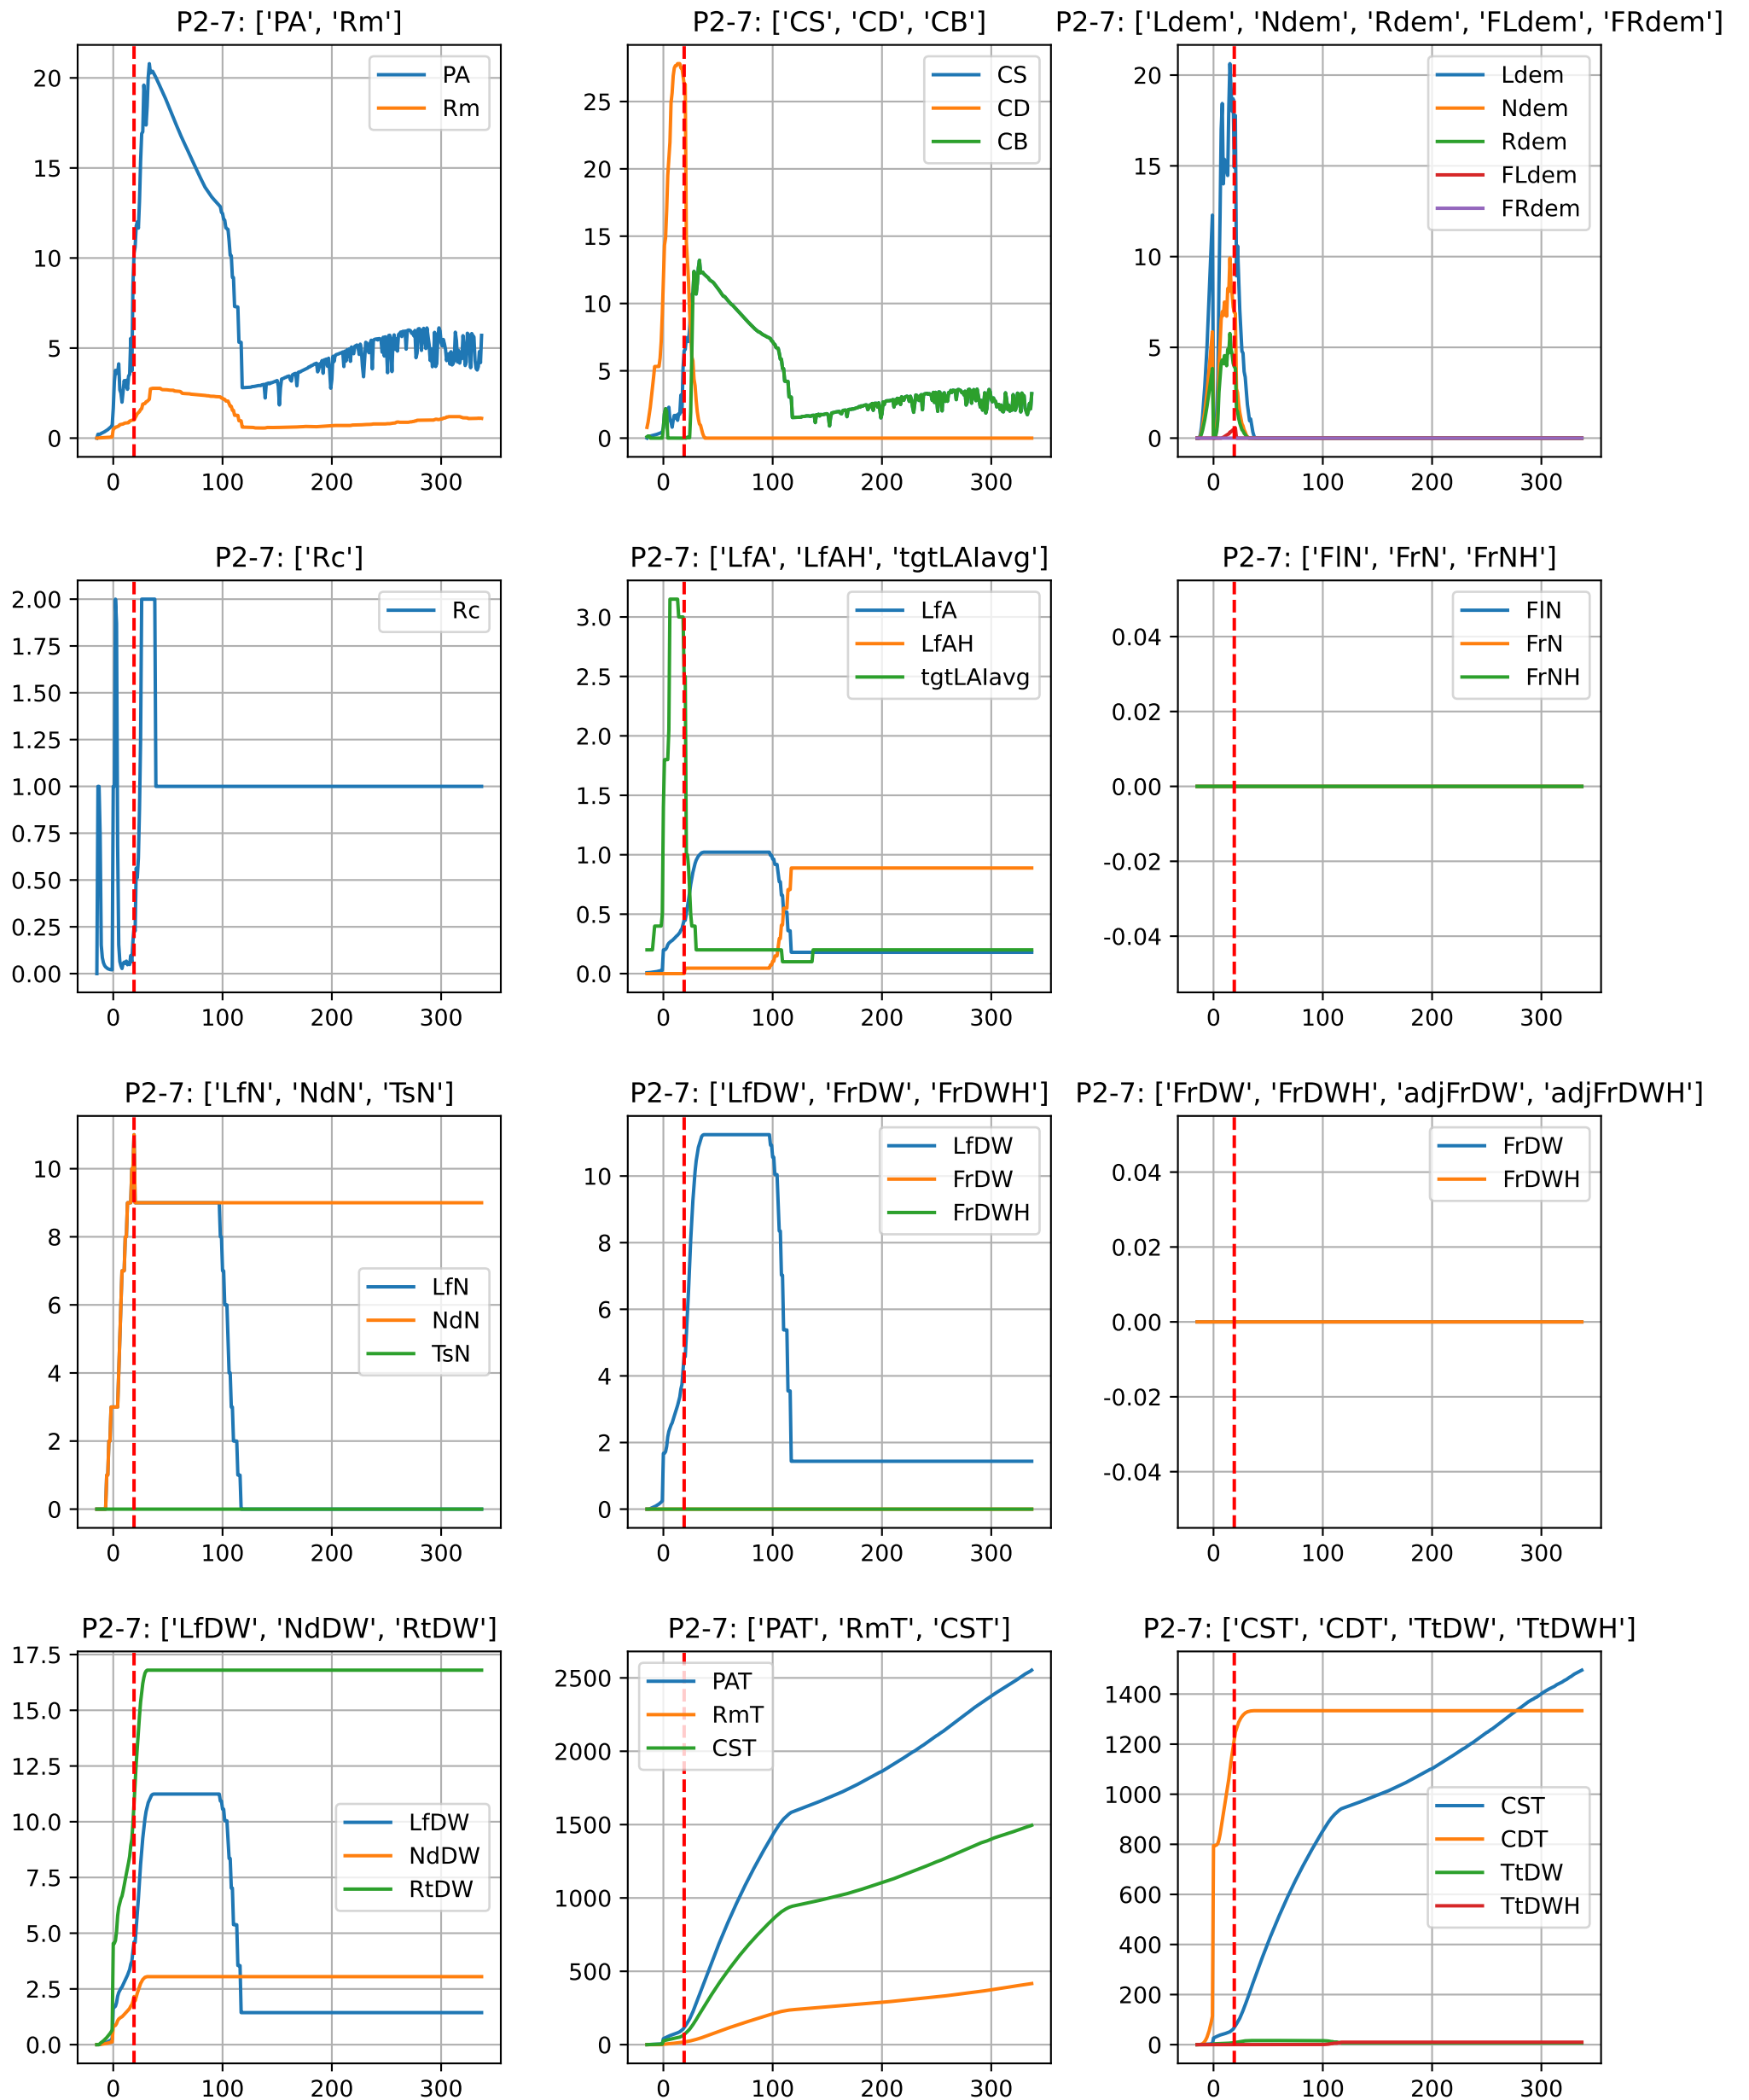 P2-7: ['PA', 'Rm']
20
15
10
5
0
0 100 200 300
PA
Rm
P2-7: ['CS', 'CD', 'CB']
25
20
15
10
5
0
0 100 200 300
CS
CD
CB
P2-7: ['Ldem', 'Ndem', 'Rdem', 'FLdem', 'FRdem']
20
15
10
5
0
0 100 200 300
Ldem
Ndem
Rdem
FLdem
FRdem
P2-7: ['Rc']
2.00
1.75
1.50
1.25
1.00
0.75
0.50
0.25
0.00
0 100 200 300
Rc
P2-7: ['LfA', 'LfAH', 'tgtLAIavg']
3.0
2.5
2.0
1.5
1.0
0.5
0.0
0 100 200 300
LfA
LfAH
tgtLAIavg
P2-7: ['FlN', 'FrN', 'FrNH']
0.04
0.02
0.00
-0.02
-0.04
0 100 200 300
FlN
FrN
FrNH
P2-7: ['LfN', 'NdN', 'TsN']
10
8
6
4
2
0
0 100 200 300
LfN
NdN
TsN
P2-7: ['LfDW', 'FrDW', 'FrDWH']
10
8
6
4
2
0
0 100 200 300
LfDW
FrDW
FrDWH
P2-7: ['FrDW', 'FrDWH', 'adjFrDW', 'adjFrDWH']
0.04
0.02
0.00
-0.02
-0.04
0 100 200 300
FrDW
FrDWH
P2-7: ['LfDW', 'NdDW', 'RtDW']
17.5
15.0
12.5
10.0
7.5
5.0
2.5
0.0
0 100 200 300
LfDW
NdDW
RtDW
P2-7: ['PAT', 'RmT', 'CST']
2500
2000
1500
1000
500
0
0 100 200 300
PAT
RmT
CST
P2-7: ['CST', 'CDT', 'TtDW', 'TtDWH']
1400
1200
1000
800
600
400
200
0
0 100 200 300
CST
CDT
TtDW
TtDWH